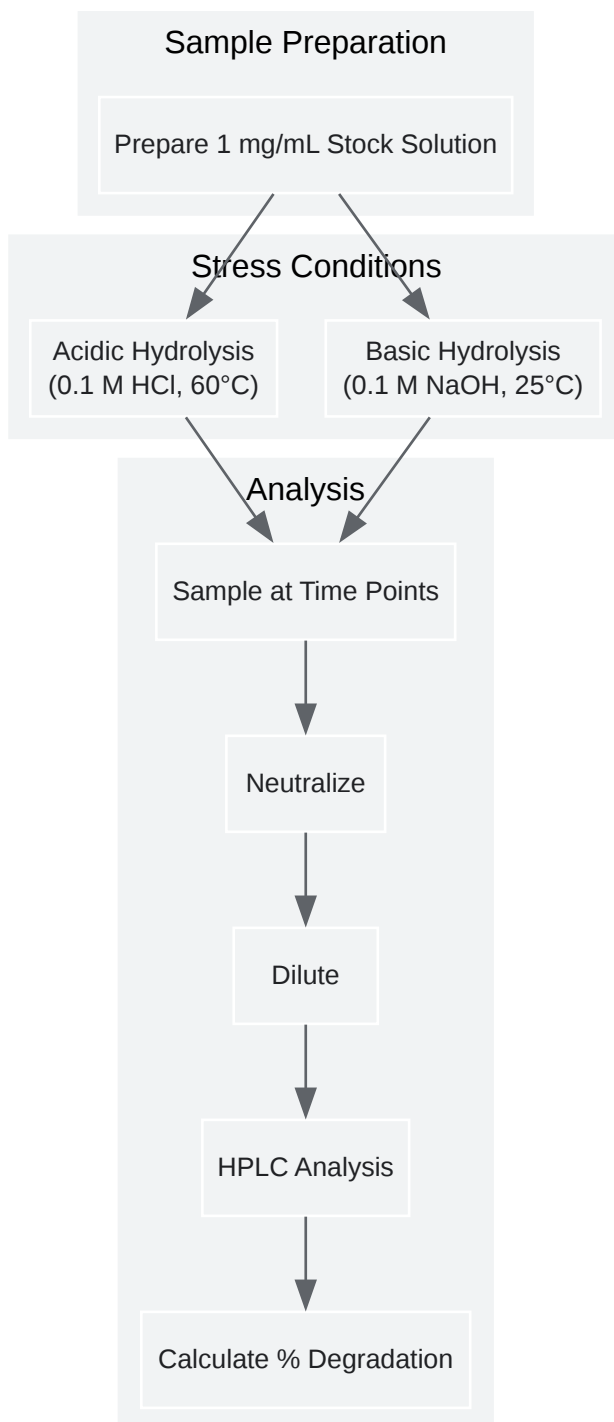 Sample Preparation
Prepare 1 mg/mL Stock Solution
Stress Conditions
Acidic Hydrolysis
(0.1 M HCl, 60°C)
Basic Hydrolysis
(0.1 M NaOH, 25°C)
Analysis
Sample at Time Points
Neutralize
Dilute
HPLC Analysis
Calculate % Degradation